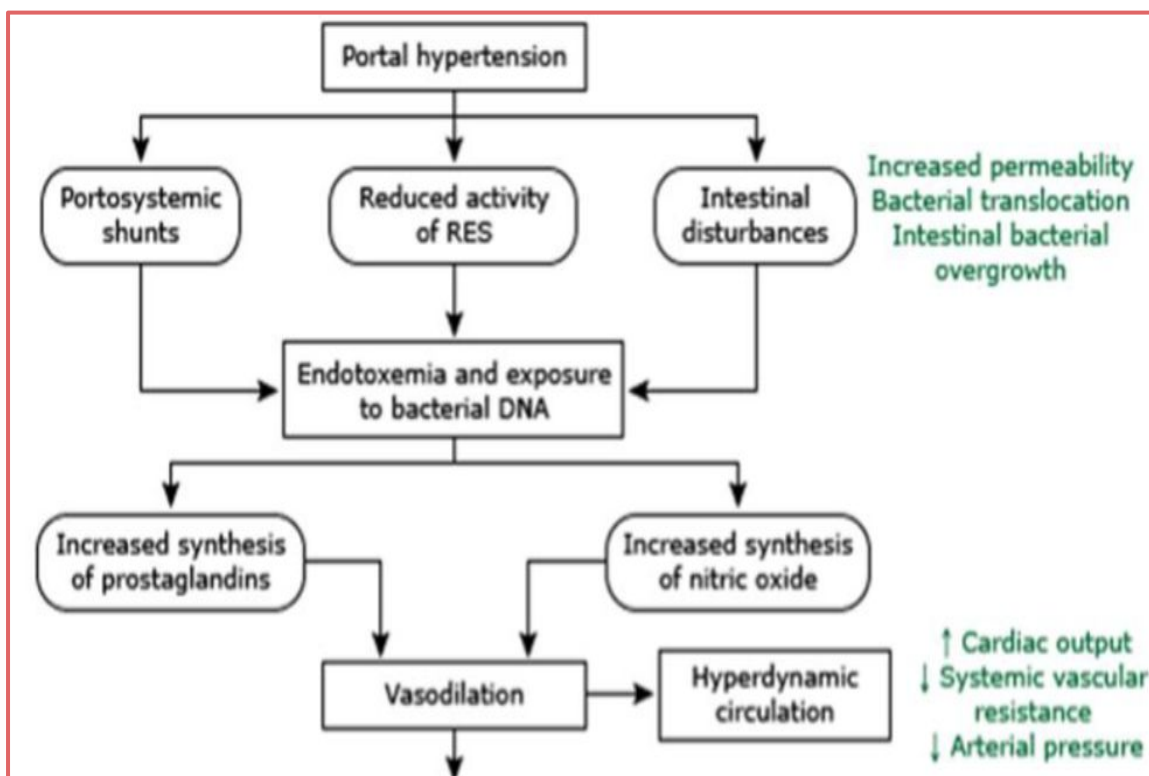 Portal hypertension
Portosystemic
shunts
Reduced activity
of RES
Intestinal
disturbances
Increased permeability
Bacterial translocation
Intestinal bacterial
overgrowth
Endotoxemia and exposure
to bacterial DNA
Increased synthesis
of prostaglandins
Increased synthesis
of nitric oxide
Vasodilation
Hyperdynamic
circulation
↑ Cardiac output
↓ Systemic vascular
resistance
↓ Arterial pressure